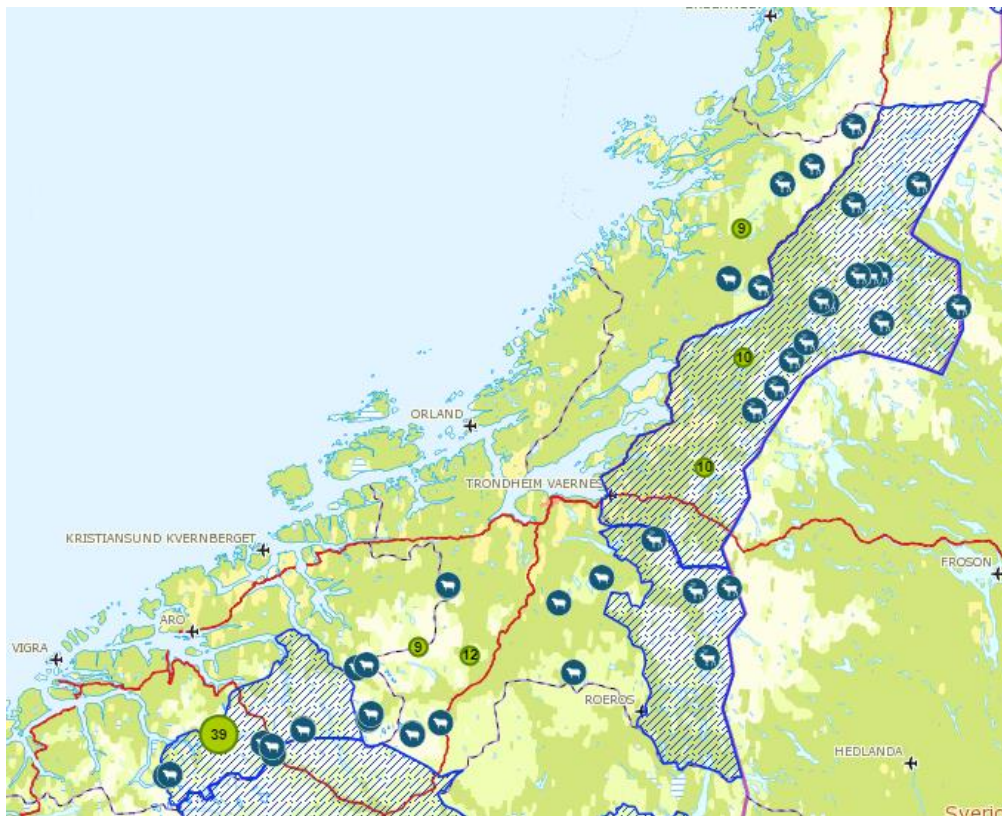 9
10
ORLAND
10
TRONDHEIM VAERNES
KRISTIANSUND KVERNBERGET
FROSON
ARO
VIGRA
9
12
ROEROS
39
HEDLANDA